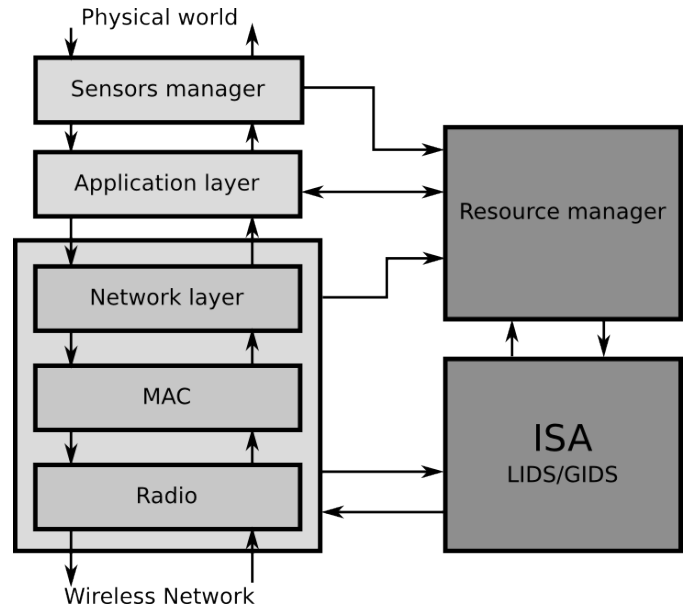 Physical world
Sensors manager
Application layer
Resource manager
Network layer
MAC
ISA
LIDS/GIDS
Radio
Wireless Network